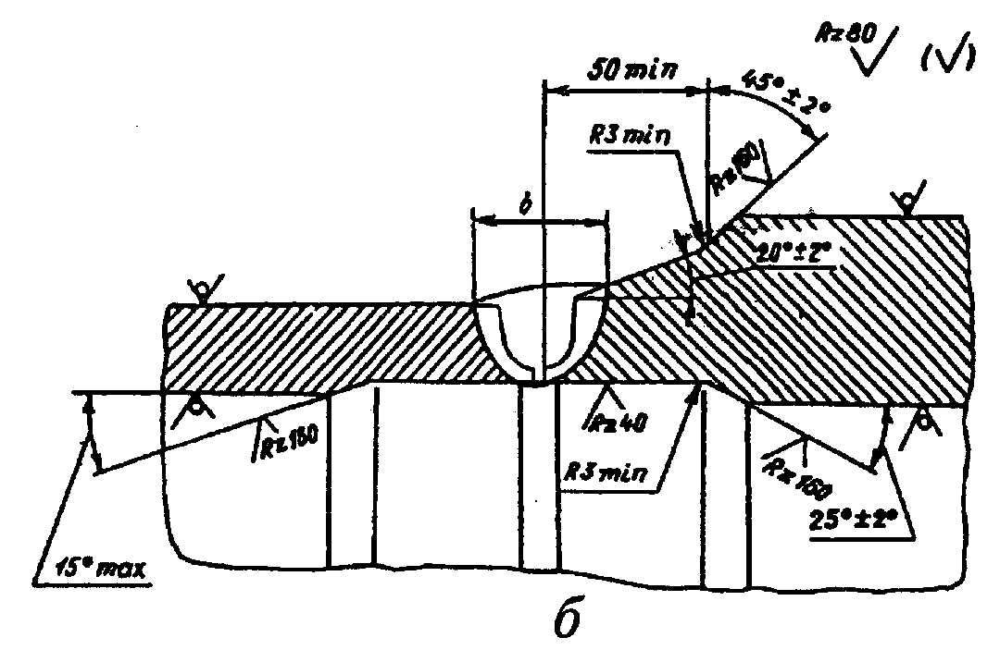 Rz80 (√)
50 min
45°±2°
R3 min
Rz160
b
20°±2°
Rz160
Rz40
R3 min
Rz160
25°±2°
15° max
б